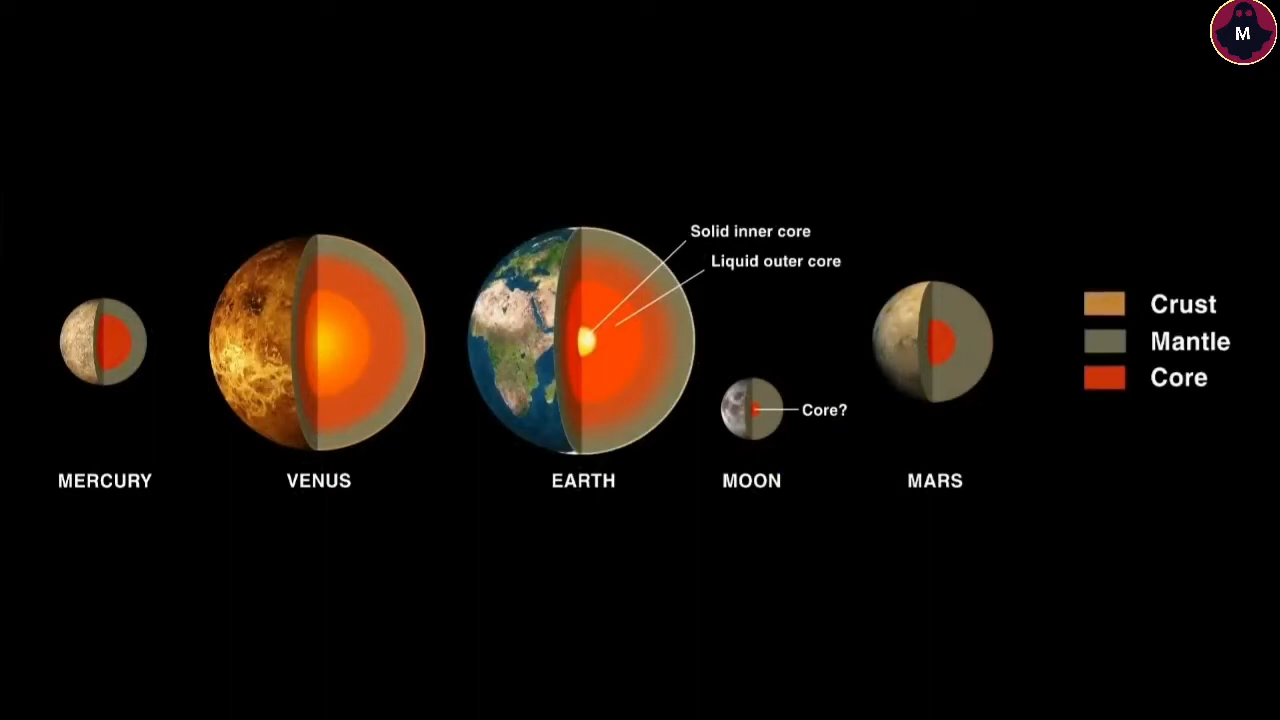 M
Solid inner core
Liquid outer core
Crust
Mantle
Core
Core?
MERCURY
VENUS
EARTH
MOON
MARS